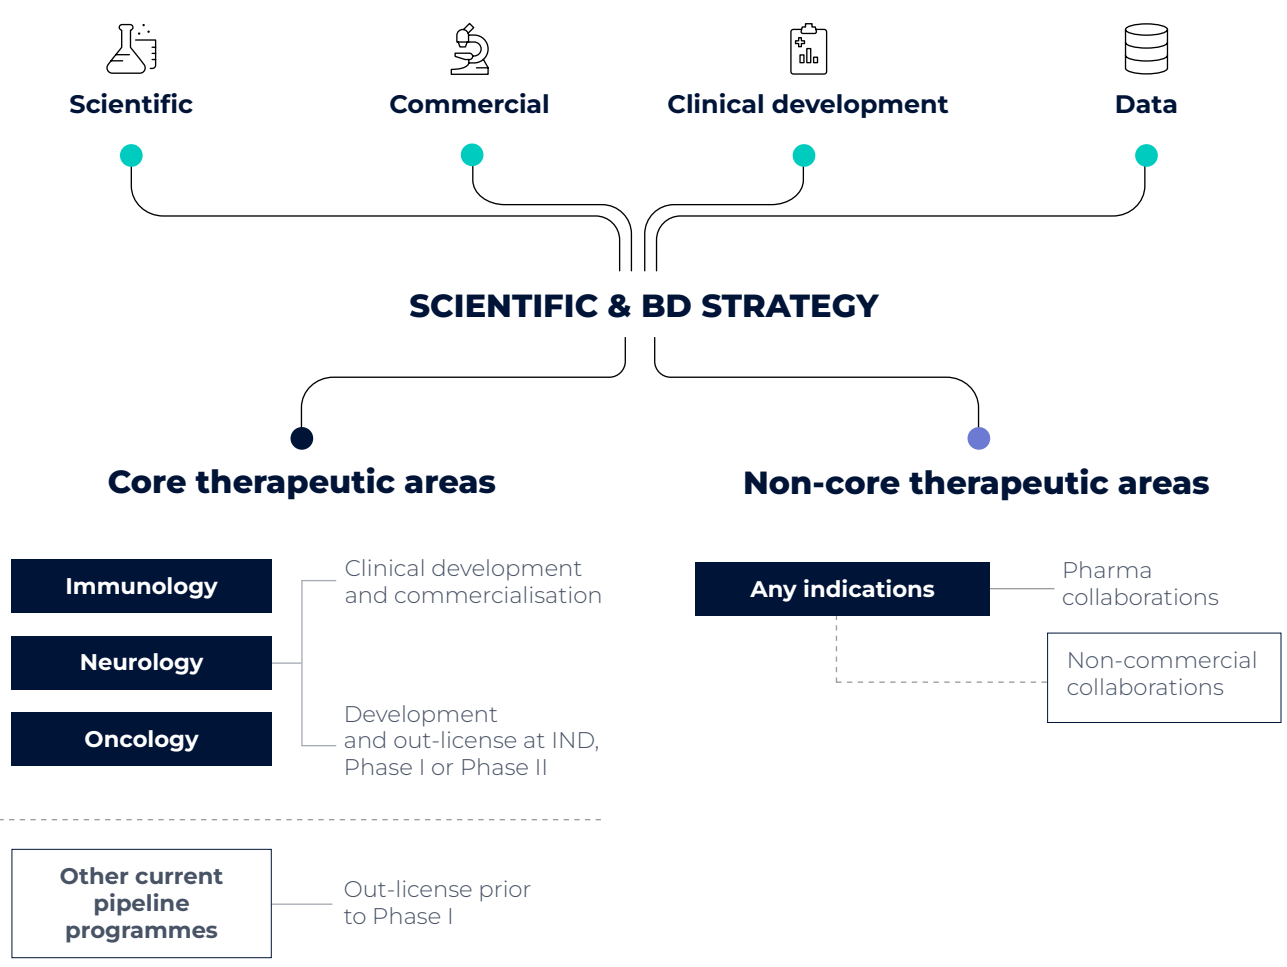 Scientific
Commercial
Clinical development
Data
SCIENTIFIC & BD STRATEGY
Core therapeutic areas
Immunology
Neurology
Oncology
Clinical development
and commercialisation
Development
and out-license at IND,
Phase I or Phase II
Other current
pipeline
programmes
Out-license prior
to Phase I
Non-core therapeutic areas
Any indications
Pharma
collaborations
Non-commercial
collaborations